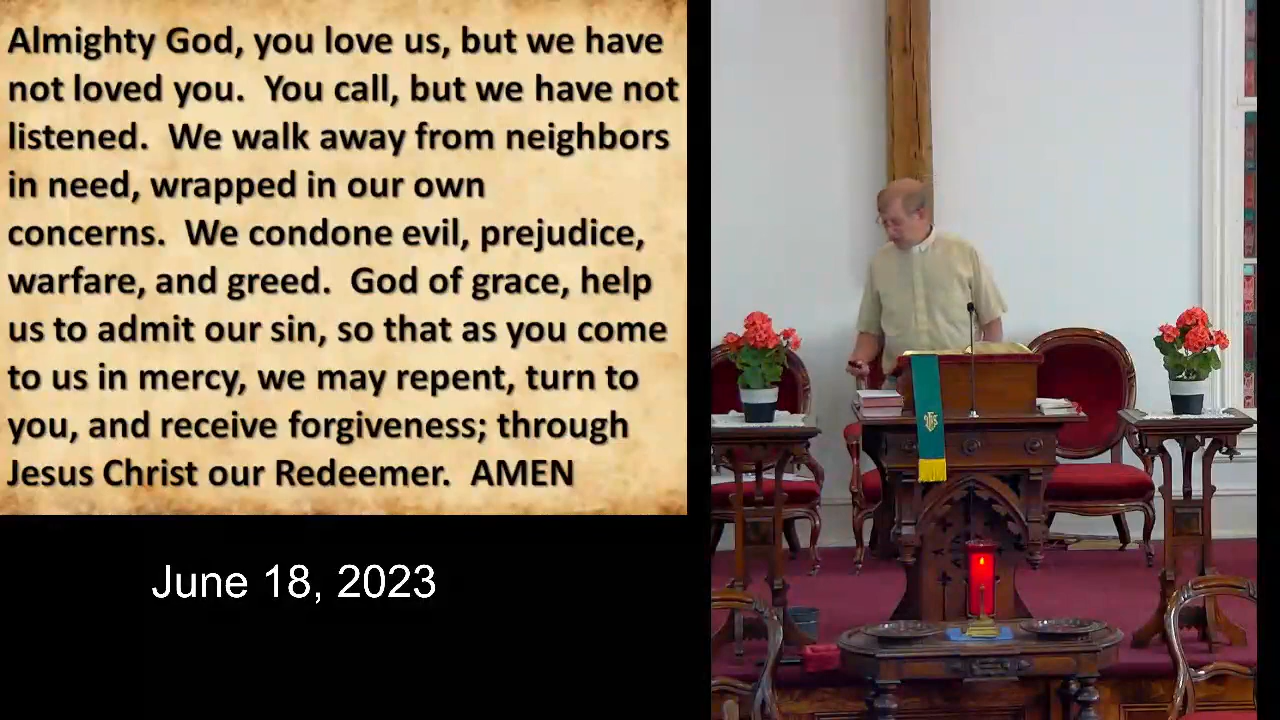 Almighty God, you love us, but we have
not loved you.  You call, but we have not
listened.  We walk away from neighbors
in need, wrapped in our own
concerns.  We condone evil, prejudice,
warfare, and greed.  God of grace, help
us to admit our sin, so that as you come
to us in mercy, we may repent, turn to
you, and receive forgiveness; through
Jesus Christ our Redeemer.  AMEN
June 18, 2023